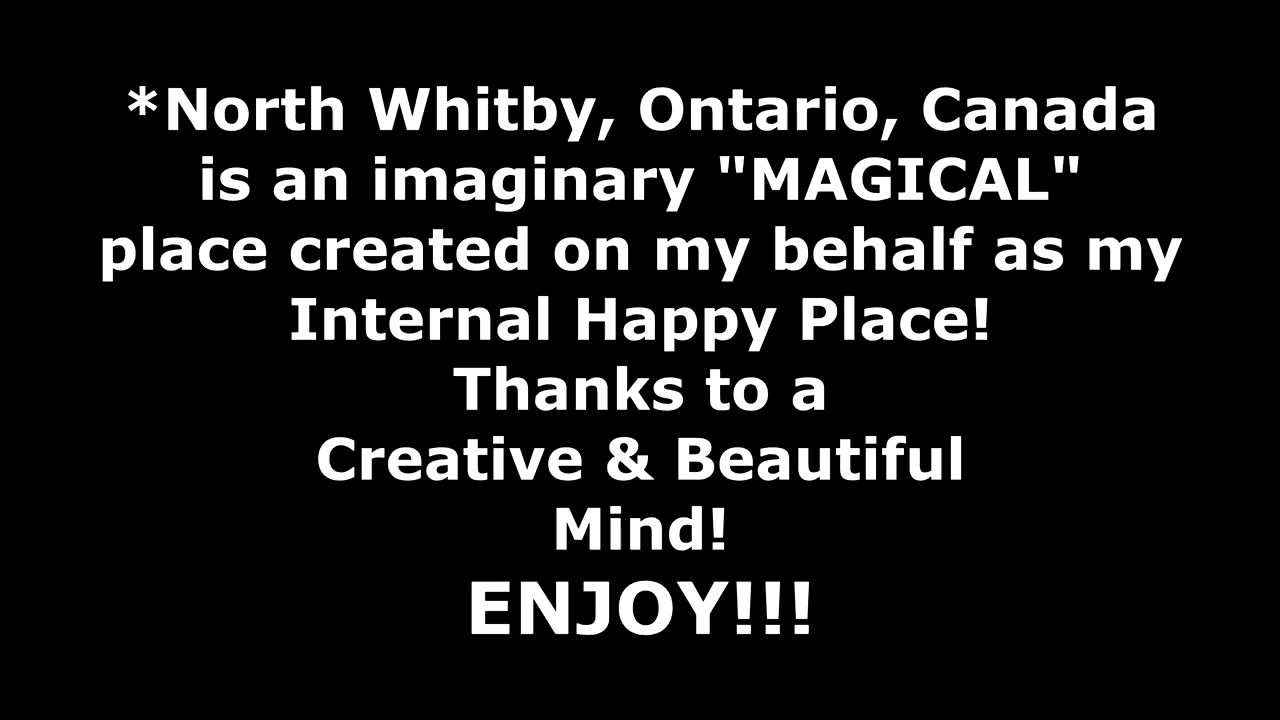 *North Whitby, Ontario, Canada
is an imaginary "MAGICAL"
place created on my behalf as my
Internal Happy Place!
Thanks to a
Creative & Beautiful
Mind!
ENJOY!!!